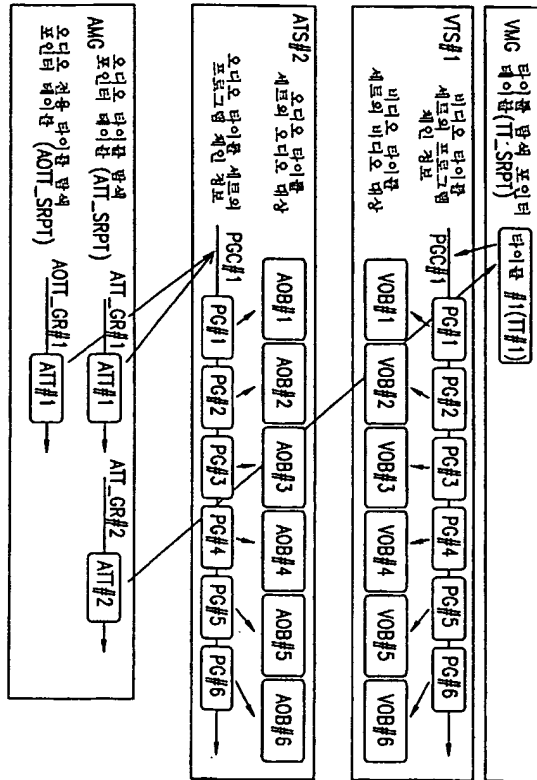 VMG
타이틀 탐색 포인터
테이블(TT_SRPT)
타이틀 #1(TT#1)
VTS#1
비디오 타이틀
세트의 프로그램
체인 정보
PGC#1
PG#1
PG#2
PG#3
PG#4
PG#5
PG#6
비디오 타이틀
세트의 비디오 대상
VOB#1
VOB#2
VOB#3
VOB#4
VOB#5
VOB#6
ATS#2
오디오 타이틀
세트의 오디오 대상
AOB#1
AOB#2
AOB#3
AOB#4
AOB#5
AOB#6
오디오 타이틀 세트의
프로그램 체인 정보
PGC#1
PG#1
PG#2
PG#3
PG#4
PG#5
PG#6
AMG
오디오 타이틀 탐색
포인터 테이블(ATT_SRPT)
ATT_GR#1
ATT#1
ATT_GR#2
ATT#2
오디오 전용 타이틀 탐색
포인터 테이블(AOTT_SRPT)
AOTT_GR#1
ATT#1